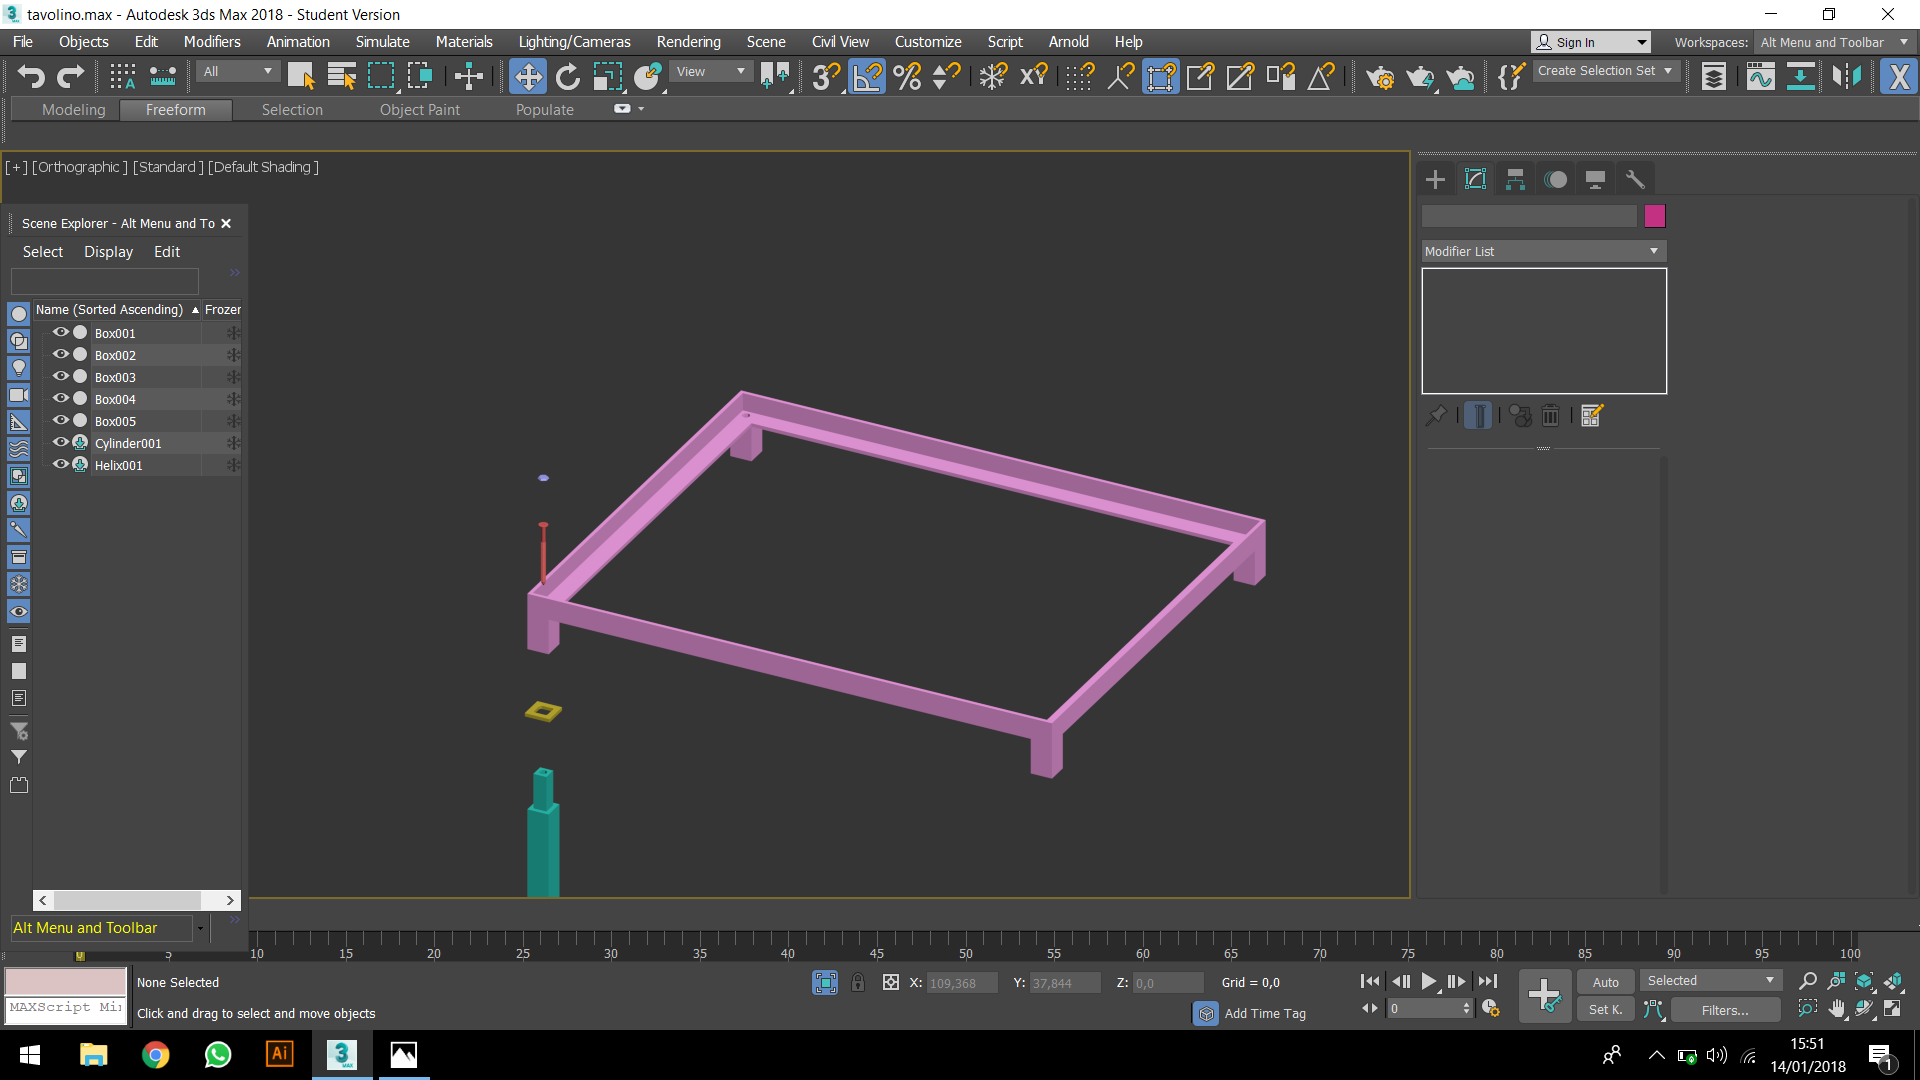 tavolino.max - Autodesk 3ds Max 2018 - Student Version
File Objects Edit Modifiers Animation Simulate Materials Lighting/Cameras Rendering Scene Civil View Customize Script Arnold Help
Sign In
Workspaces: Alt Menu and Toolbar
All
View
Create Selection Set
Modeling Freeform Selection Object Paint Populate
[+] [Orthographic ] [Standard ] [Default Shading ]
Scene Explorer - Alt Menu and To
Select Display Edit
Name (Sorted Ascending) Frozen
Box001
Box002
Box003
Box004
Box005
Cylinder001
Helix001
Alt Menu and Toolbar
Modifier List
0 5 10 15 20 25 30 35 40 45 50 55 60 65 70 75 80 85 90 95 100
None Selected
X: 109,368 Y: 37,844 Z: 0,0 Grid = 0,0
Auto Selected
MAXScript Mi
Click and drag to select and move objects
Add Time Tag
0
Set K. Filters...
Ai
3
MAX
15:51
14/01/2018
1